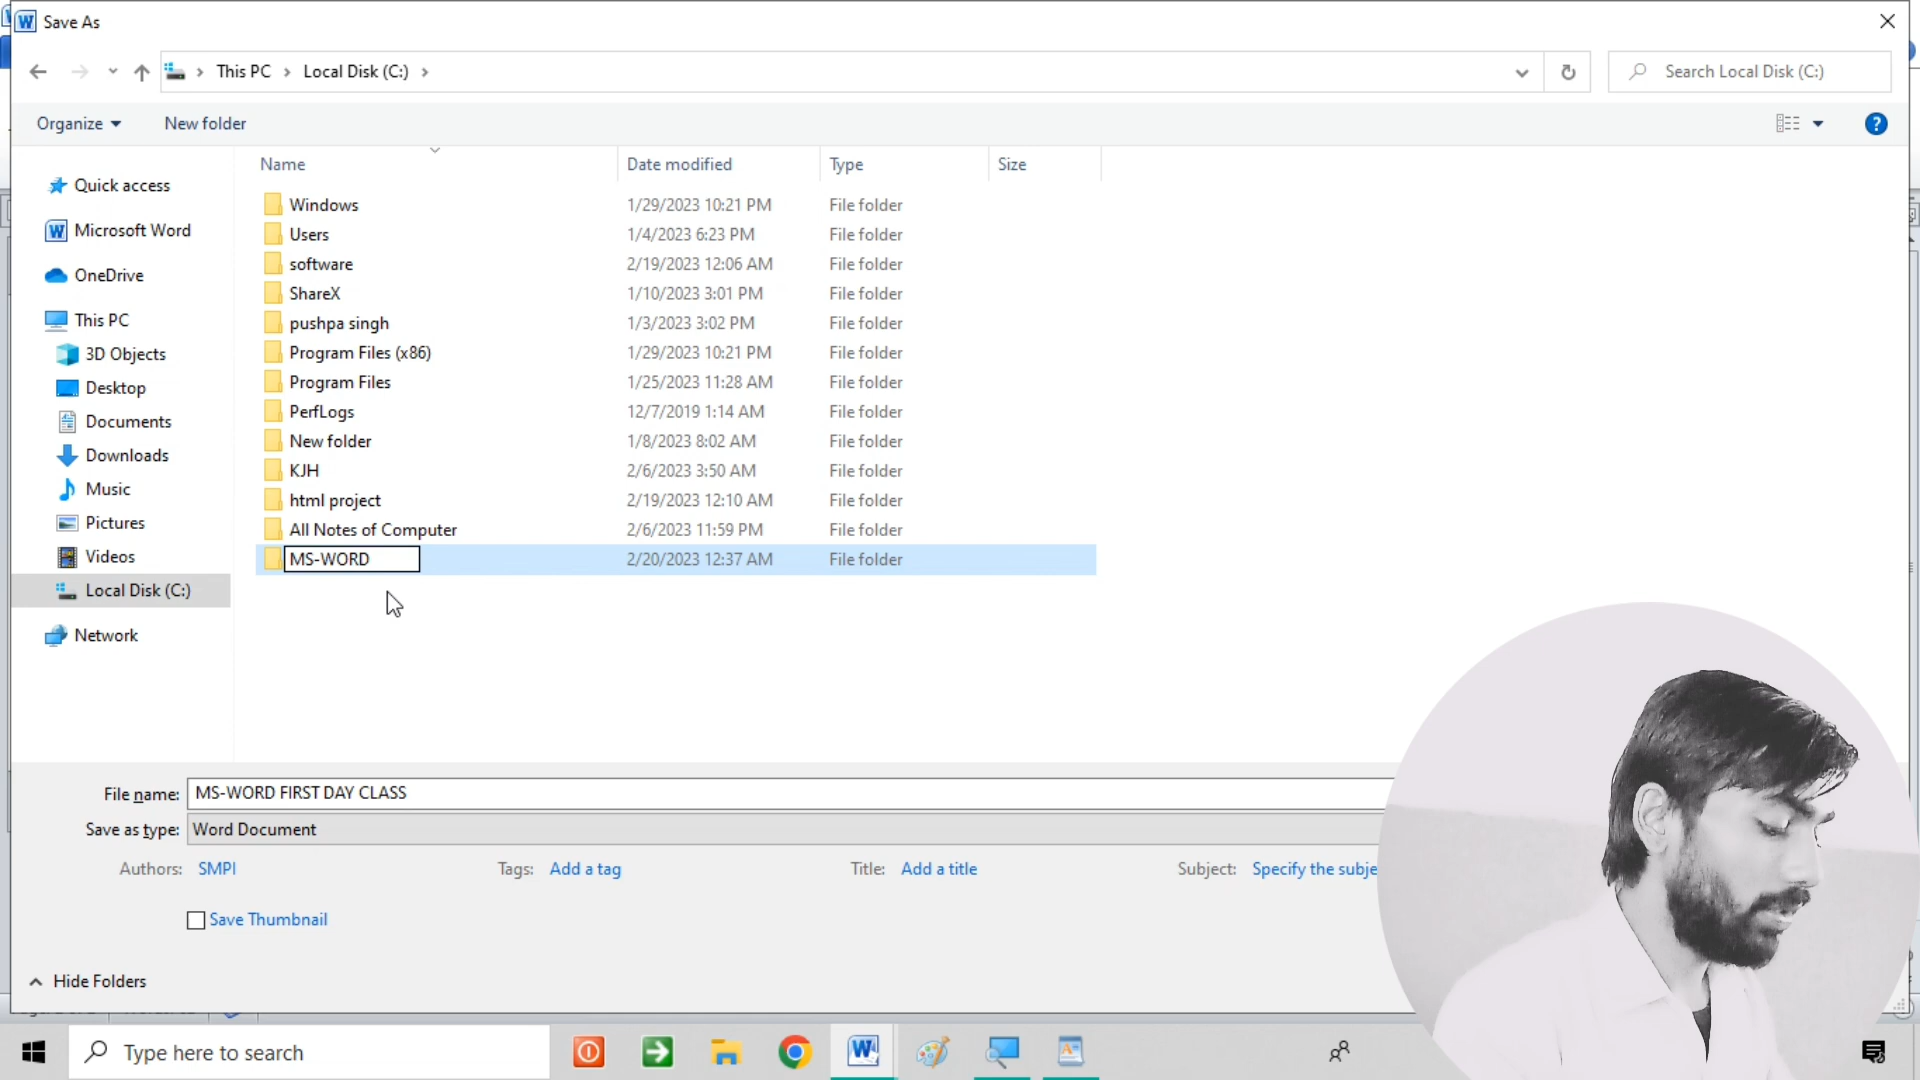 Save As
This PC
Local Disk (C:)
Search Local Disk (C:)
Organize
New folder
Name
Date modified
Type
Size
Quick access
Microsoft Word
OneDrive
This PC
3D Objects
Desktop
Documents
Downloads
Music
Pictures
Videos
Local Disk (C:)
Network
Windows 1/29/2023 10:21 PM File folder
Users 1/4/2023 6:23 PM File folder
software 2/19/2023 12:06 AM File folder
ShareX 1/10/2023 3:01 PM File folder
pushpa singh 1/3/2023 3:02 PM File folder
Program Files (x86) 1/29/2023 10:21 PM File folder
Program Files 1/25/2023 11:28 AM File folder
PerfLogs 12/7/2019 1:14 AM File folder
New folder 1/8/2023 8:02 AM File folder
KJH 2/6/2023 3:50 AM File folder
html project 2/19/2023 12:10 AM File folder
All Notes of Computer 2/6/2023 11:59 PM File folder
MS-WORD 2/20/2023 12:37 AM File folder
File name: MS-WORD FIRST DAY CLASS
Save as type: Word Document
Authors: SMPI Tags: Add a tag Title: Add a title Subject: Specify the subje
Save Thumbnail
Hide Folders
Type here to search